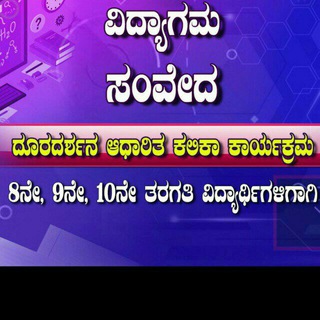 ವಿದ್ಯಾಗಮ
ಸಂವೇದ
ದೂರದರ್ಶನ ಆಧಾರಿತ ಕಲಿಕಾ ಕಾರ್ಯಕ್ರಮ
8ನೇ, 9ನೇ, 10ನೇ ತರಗತಿ ವಿದ್ಯಾರ್ಥಿಗಳಿಗಾಗಿ